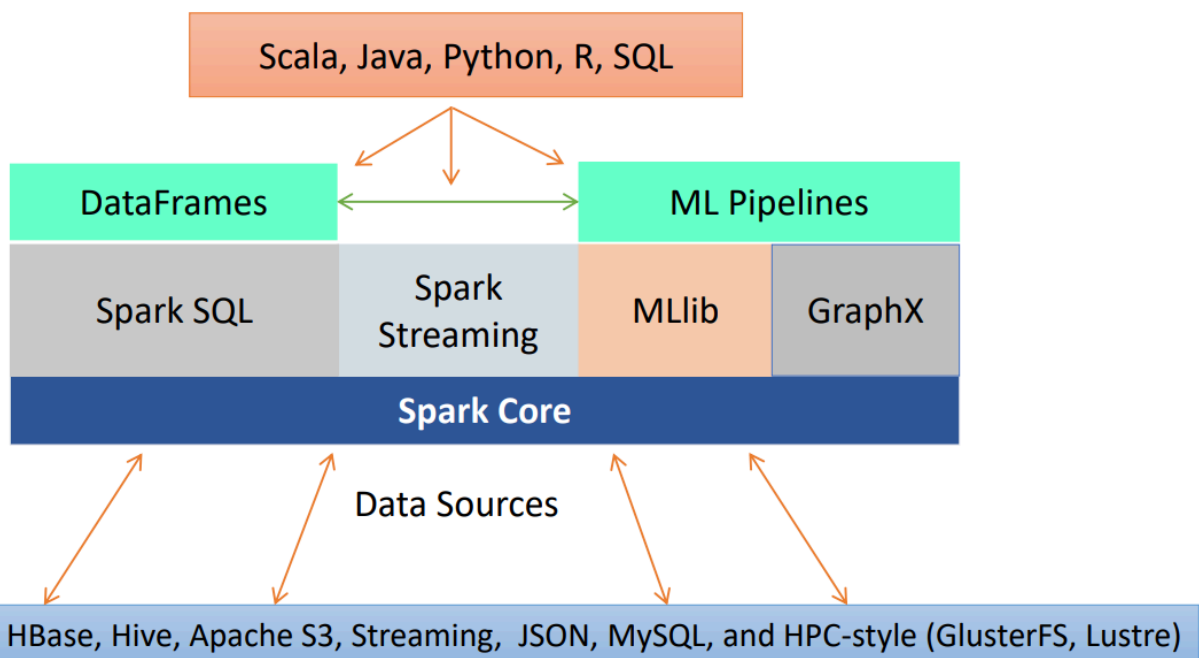 Scala, Java, Python, R, SQL
DataFrames
ML Pipelines
Spark SQL
Spark
Streaming
MLlib
GraphX
Spark Core
Data Sources
HBase, Hive, Apache S3, Streaming, JSON, MySQL, and HPC-style (GlusterFS, Lustre)